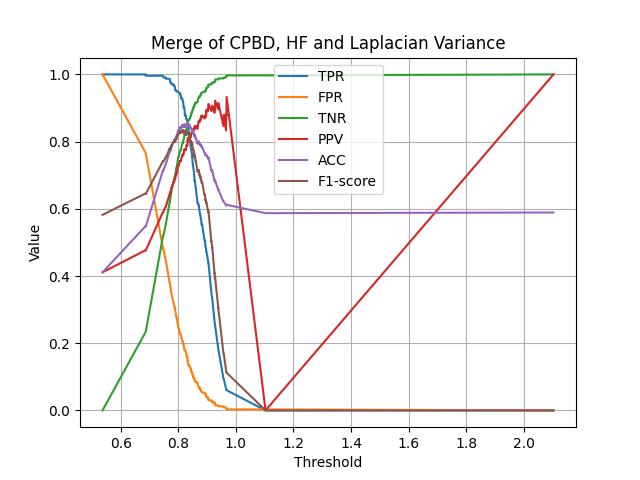 Merge of CPBD, HF and Laplacian Variance
1.0
0.8
0.6
0.4
0.2
0.0
Value
TPR
FPR
TNR
PPV
ACC
F1-score
0.6 0.8 1.0 1.2 1.4 1.6 1.8 2.0
Threshold